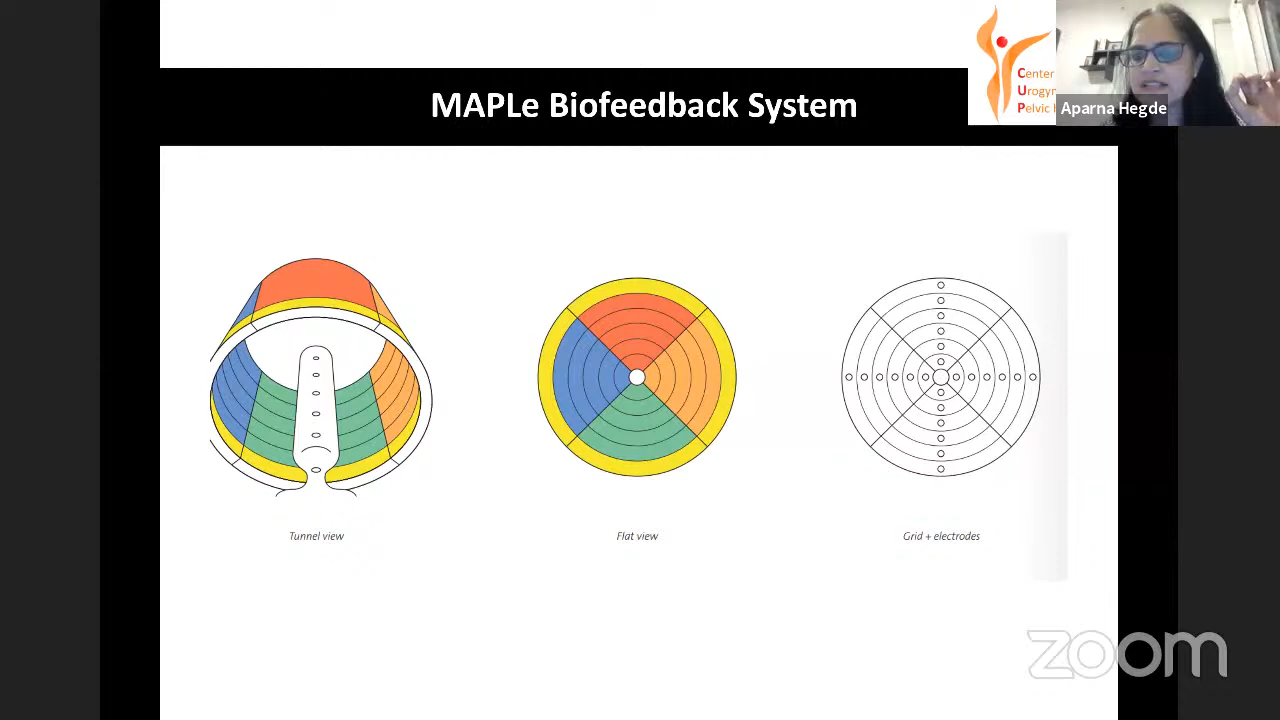 MAPLe Biofeedback System
Center
Urogyn
Pelvic
Aparna Hegde
Tunnel view
Flat view
Grid + electrodes
zoom